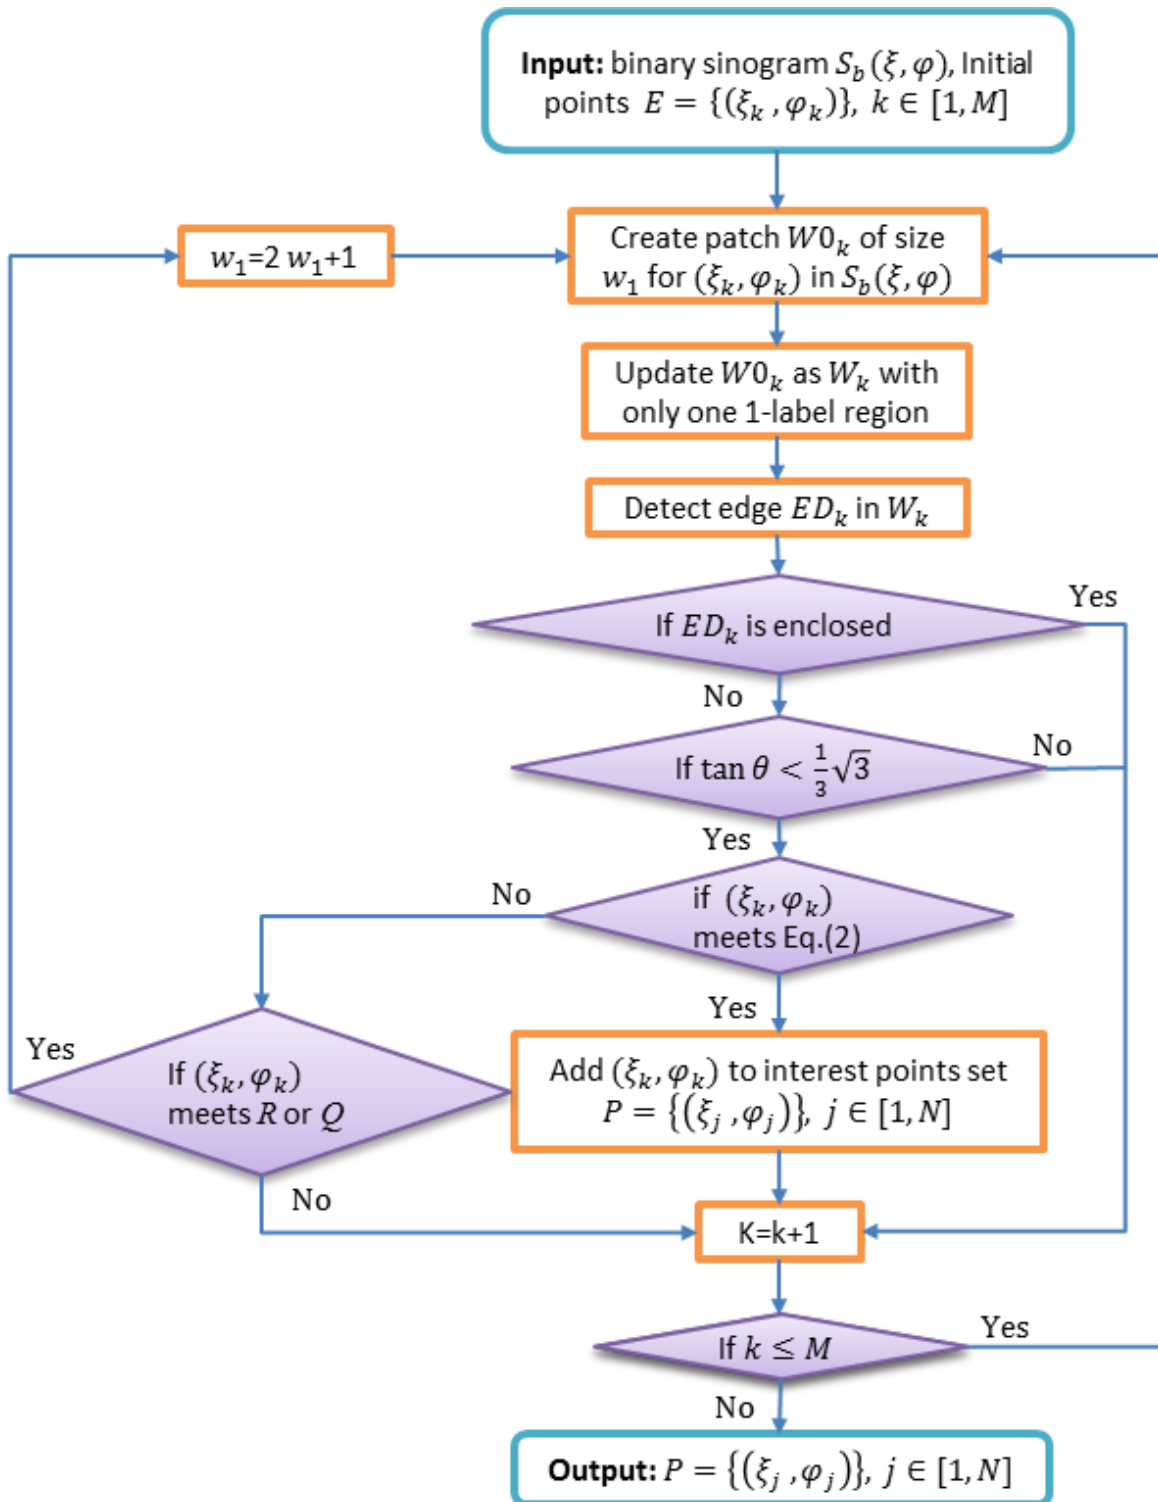 Input: binary sinogram S_b(ξ, φ), Initial
points E = {(ξ_k, φ_k)}, k ∈ [1, M]
w_1=2 w_1+1
Create patch W0_k of size
w_1 for (ξ_k, φ_k) in S_b(ξ, φ)
Update W0_k as W_k with
only one 1-label region
Detect edge ED_k in W_k
If ED_k is enclosed
Yes
No
If tan θ < 1/3 √3
No
Yes
if (ξ_k, φ_k)
meets Eq.(2)
No
Yes
If (ξ_k, φ_k)
meets R or Q
Yes
No
Add (ξ_k, φ_k) to interest points set
P = {(ξ_j, φ_j)}, j ∈ [1, N]
K=k+1
If k ≤ M
Yes
No
Output: P = {(ξ_j, φ_j)}, j ∈ [1, N]